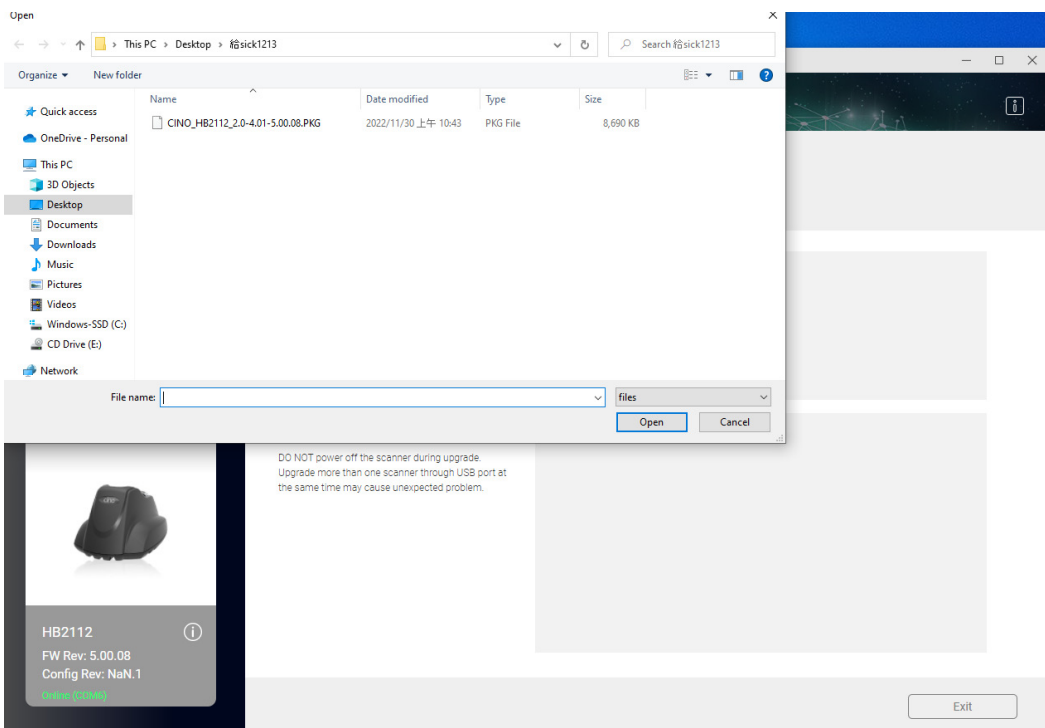 Open
This PC > Desktop > 給sick1213
Search 給sick1213
Organize
New folder
Quick access
OneDrive - Personal
This PC
3D Objects
Desktop
Documents
Downloads
Music
Pictures
Videos
Windows-SSD (C:)
CD Drive (E:)
Network
Name Date modified Type Size
CINO_HB2112_2.0-4.01-5.00.08.PKG 2022/11/30 上午 10:43 PKG File 8,690 KB
File name:
files
Open
Cancel
DO NOT power off the scanner during upgrade.
Upgrade more than one scanner through USB port at
the same time may cause unexpected problem.
HB2112
FW Rev: 5.00.08
Config Rev: NaN.1
Online (COM6)
Exit